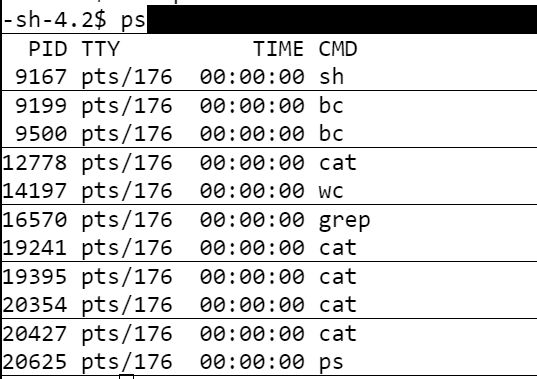 -sh-4.2$ ps
PID TTY TIME CMD
9167 pts/176 00:00:00 sh
9199 pts/176 00:00:00 bc
9500 pts/176 00:00:00 bc
12778 pts/176 00:00:00 cat
14197 pts/176 00:00:00 wc
16570 pts/176 00:00:00 grep
19241 pts/176 00:00:00 cat
19395 pts/176 00:00:00 cat
20354 pts/176 00:00:00 cat
20427 pts/176 00:00:00 cat
20625 pts/176 00:00:00 ps